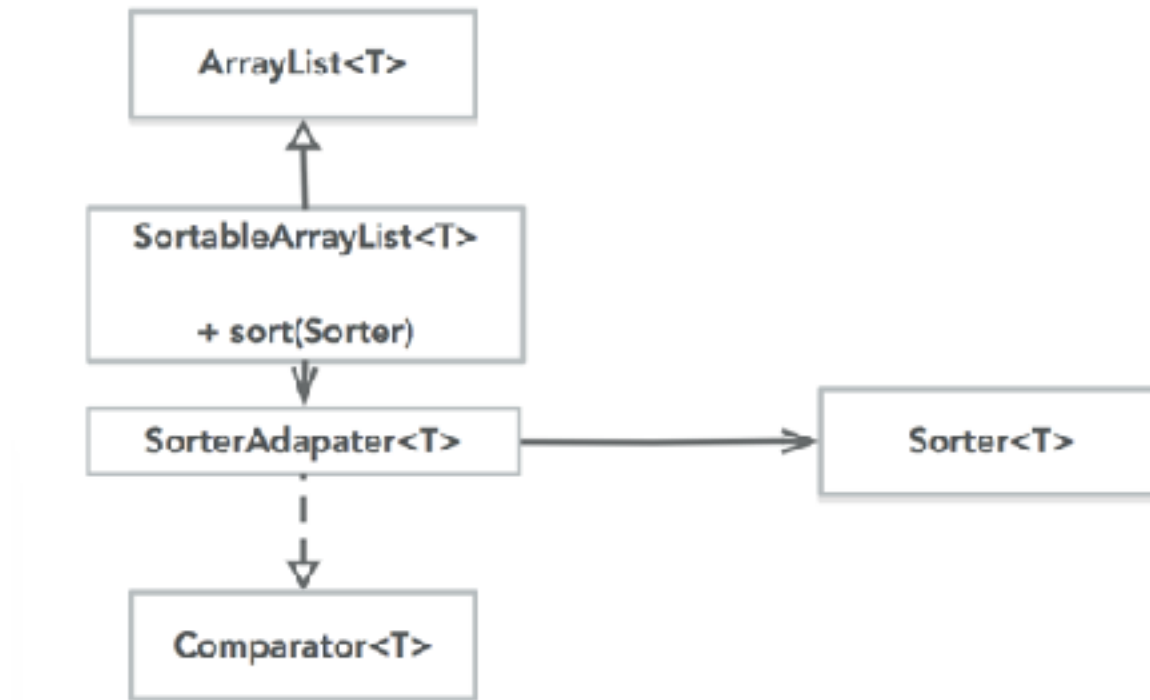 ArrayList<T>
SortableArrayList<T>
+ sort(Sorter)
SorterAdapater<T>
Sorter<T>
Comparator<T>